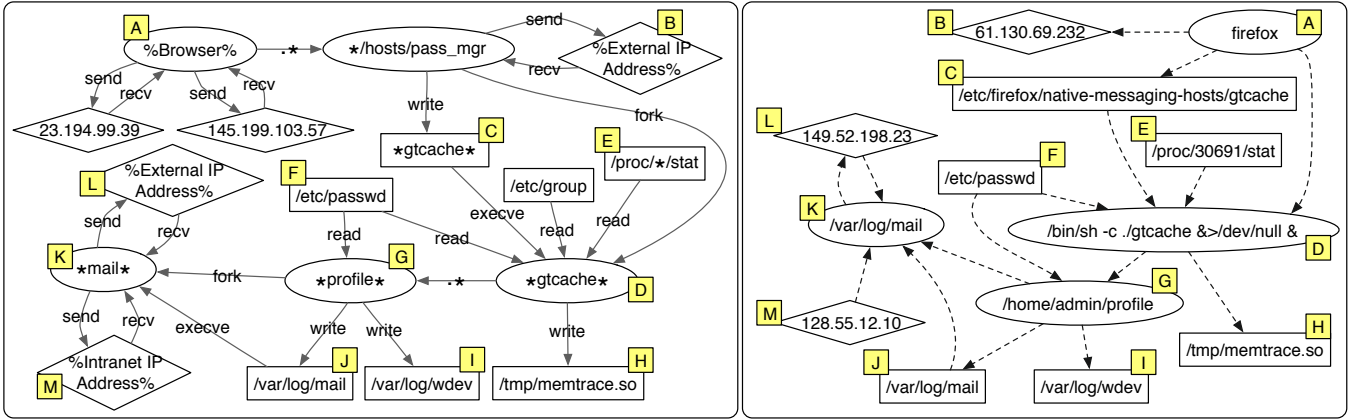 A
%Browser%
.*
*/hosts/pass_mgr
send
B
%External IP
Address%
recv
send
recv
send
recv
23.194.99.39
145.199.103.57
write
fork
C
*gtcache*
E
/proc/*/stat
L
%External IP
Address%
F
/etc/passwd
/etc/group
execve
read
send
recv
read
read
read
K
*mail*
fork
G
*profile*
.*
*gtcache*
D
send
recv
execve
write
write
write
M
%Intranet IP
Address%
J
/var/log/mail
I
/var/log/wdev
H
/tmp/memtrace.so
B
61.130.69.232
A
firefox
C
/etc/firefox/native-messaging-hosts/gtcache
L
149.52.198.23
E
/proc/30691/stat
F
/etc/passwd
K
/var/log/mail
/bin/sh -c ./gtcache &>/dev/null &
D
G
/home/admin/profile
M
128.55.12.10
H
/tmp/memtrace.so
J
/var/log/mail
I
/var/log/wdev